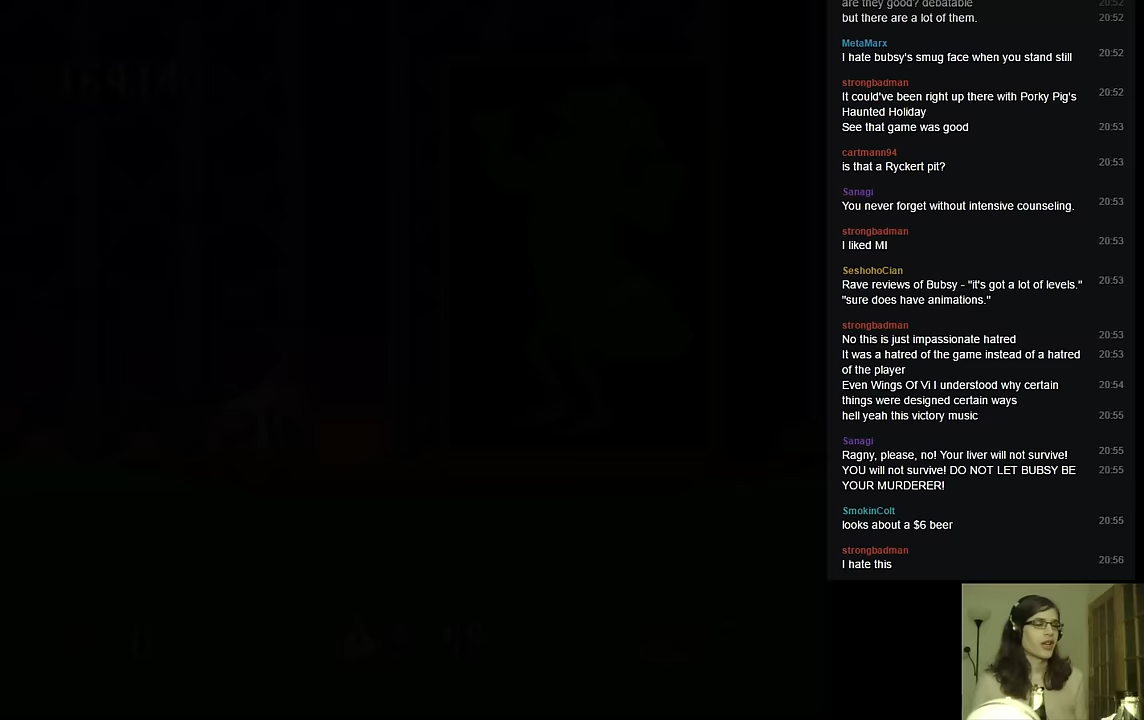 are they good? debatable 20:52
but there are a lot of them. 20:52
MetaMarx
I hate bubsy's smug face when you stand still 20:52
strongbadman
It could've been right up there with Porky Pig's 20:52
Haunted Holiday
See that game was good 20:53
cartmann94
is that a Ryckert pit? 20:53
Sanagi
You never forget without intensive counseling. 20:53
strongbadman
I liked MI 20:53
SeshohoCian
Rave reviews of Bubsy - "it's got a lot of levels." 20:53
"sure does have animations."
strongbadman
No this is just impassionate hatred 20:53
It was a hatred of the game instead of a hatred 20:53
of the player
Even Wings Of Vi I understood why certain 20:54
things were designed certain ways
hell yeah this victory music 20:55
Sanagi
Ragny, please, no! Your liver will not survive! 20:55
YOU will not survive! DO NOT LET BUBSY BE 20:55
YOUR MURDERER!
SmokinColt
looks about a $6 beer 20:55
strongbadman
I hate this 20:56